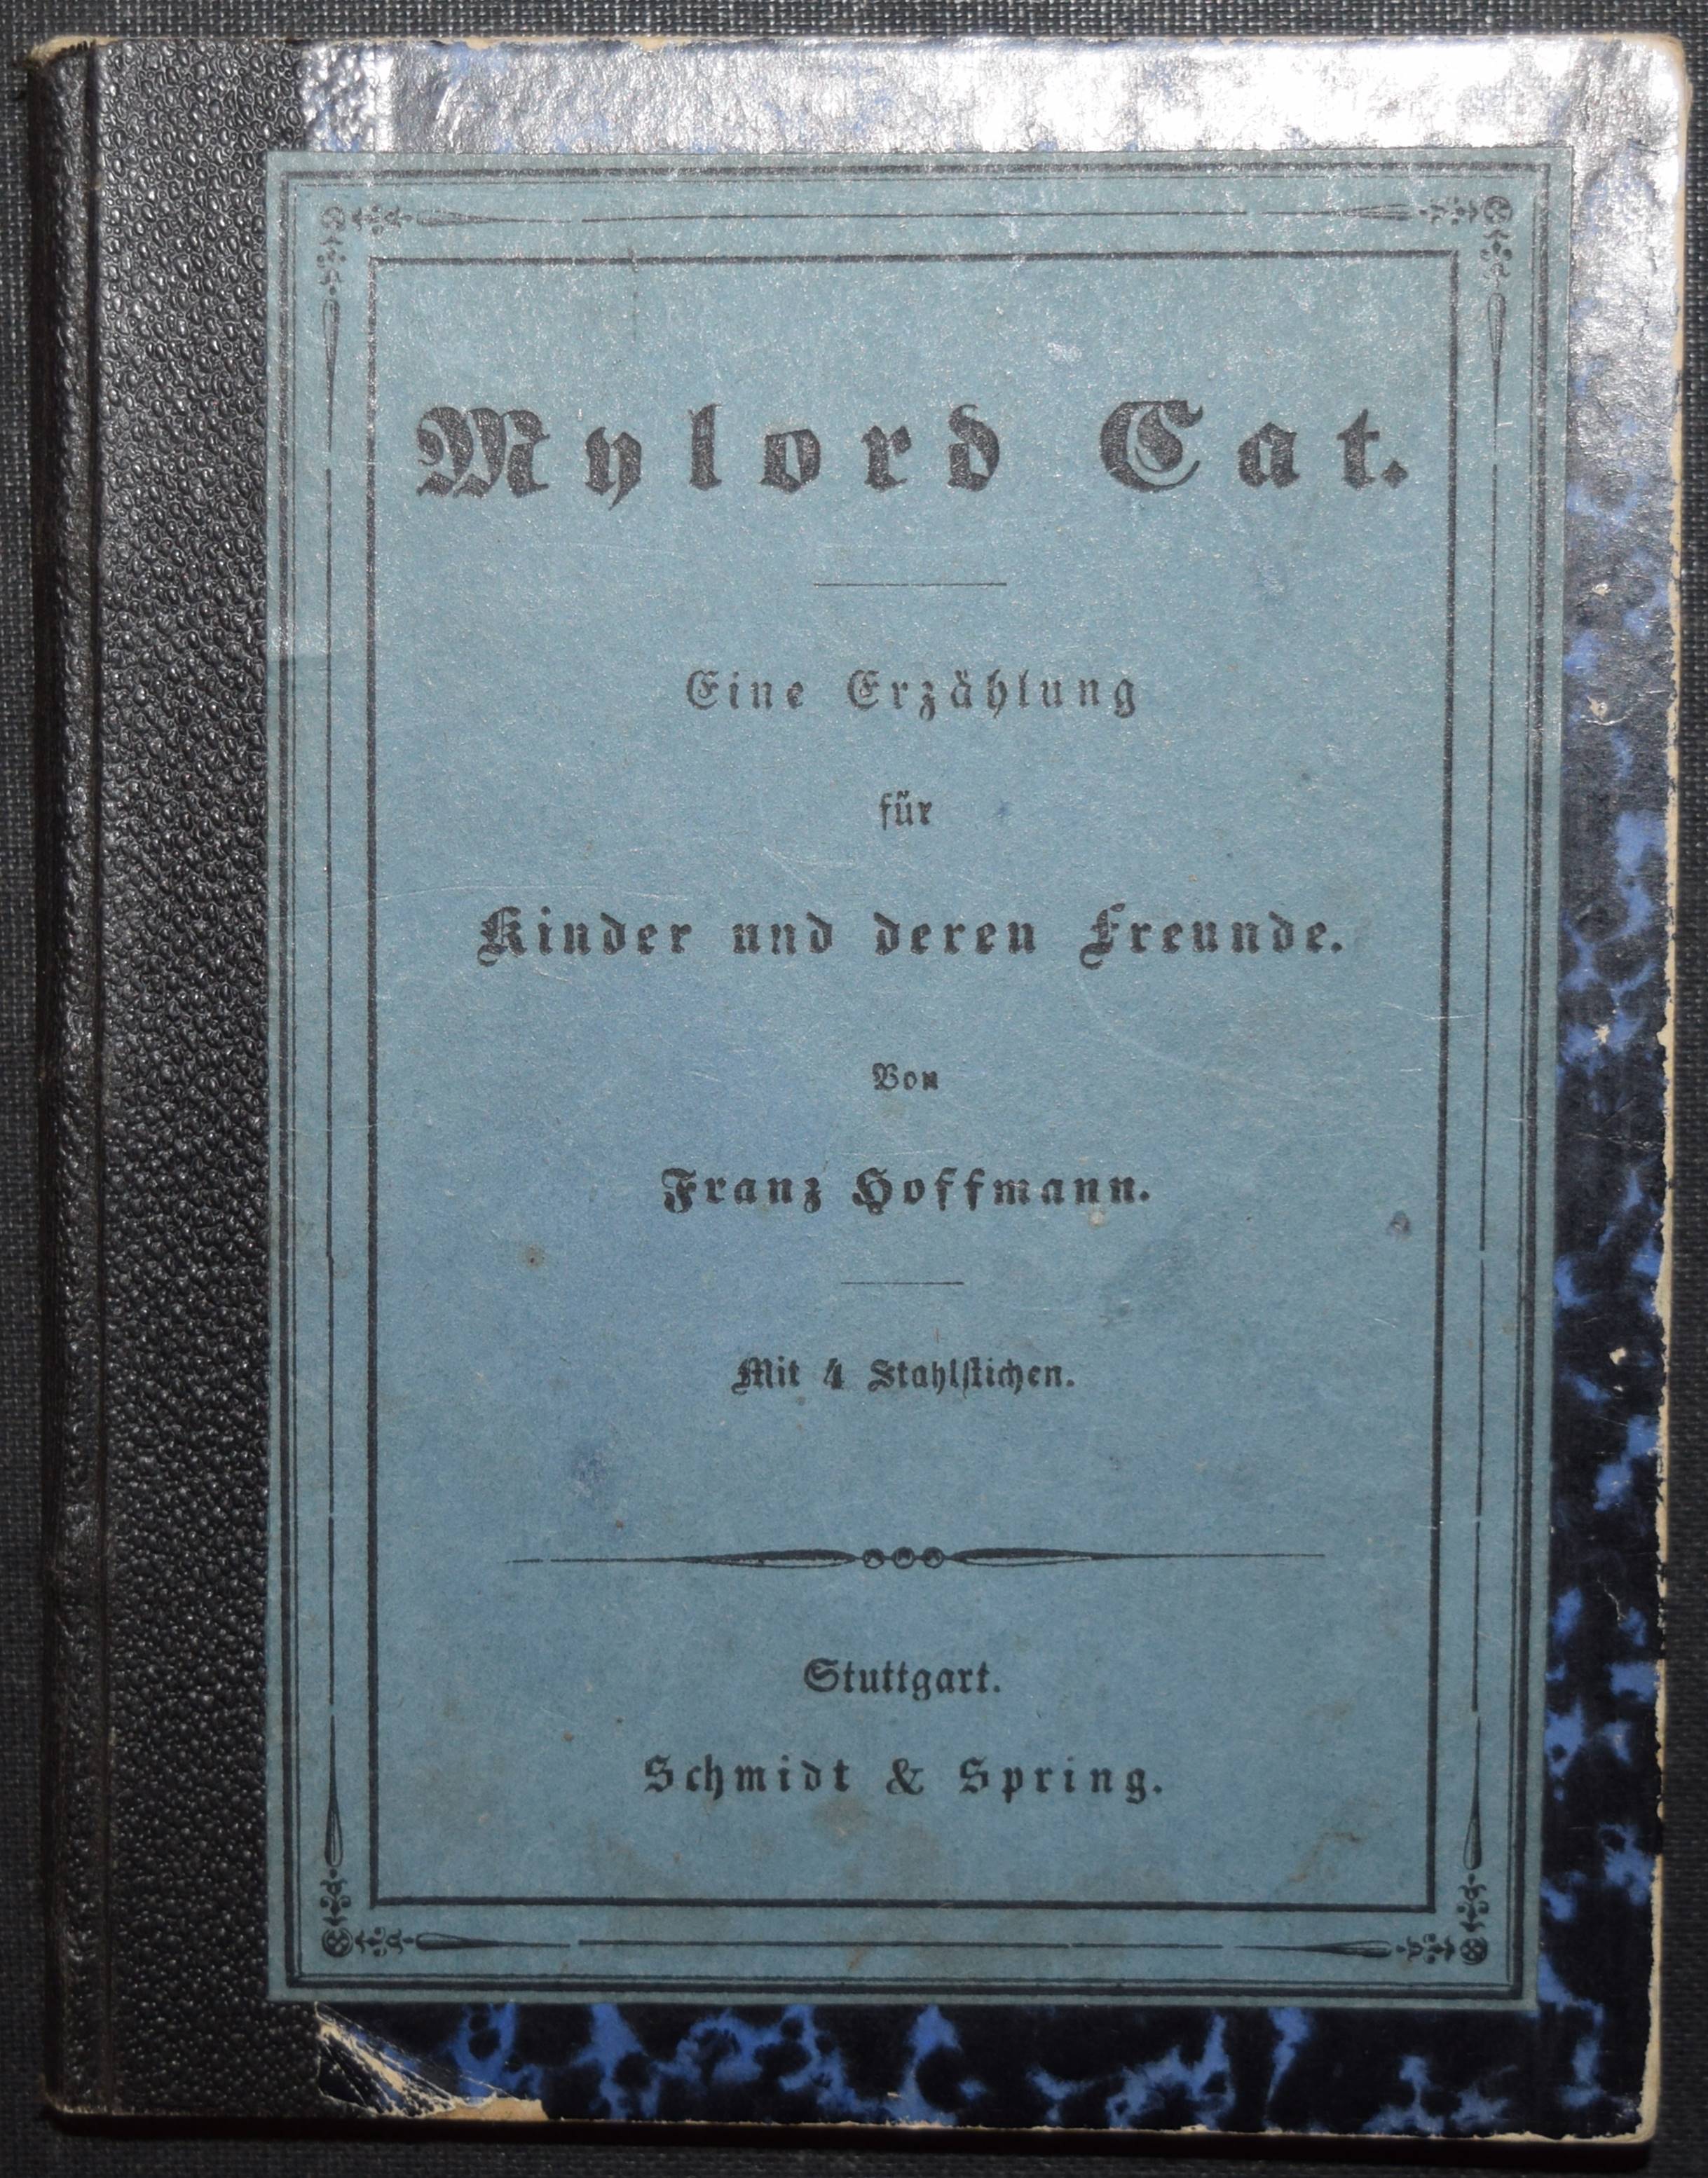 Mylord Cat.
Eine Erzählung
für
Kinder und deren Freunde.
Von
Franz Hoffmann.
Mit 4 Stahlstichen.
Stuttgart.
Schmidt & Spring.